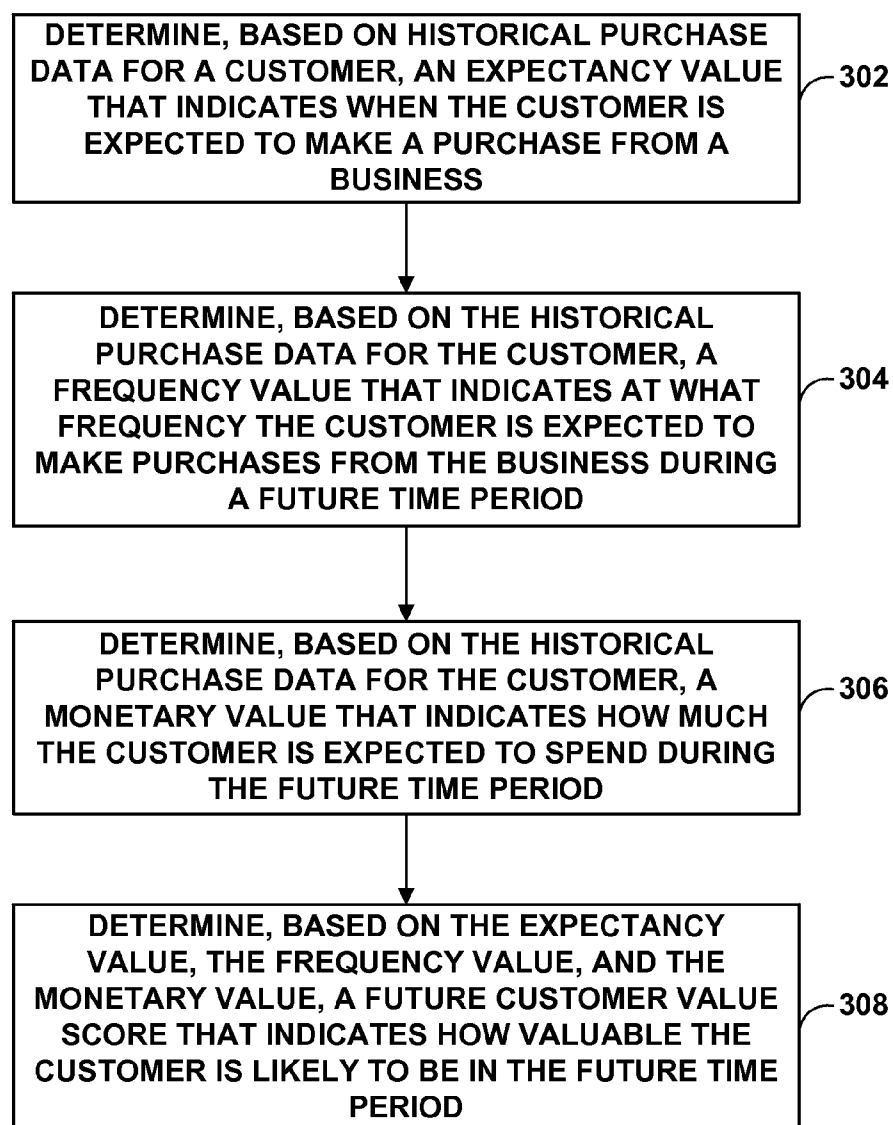 DETERMINE, BASED ON HISTORICAL PURCHASE
DATA FOR A CUSTOMER, AN EXPECTANCY VALUE
THAT INDICATES WHEN THE CUSTOMER IS
EXPECTED TO MAKE A PURCHASE FROM A
BUSINESS
302
DETERMINE, BASED ON THE HISTORICAL
PURCHASE DATA FOR THE CUSTOMER, A
FREQUENCY VALUE THAT INDICATES AT WHAT
FREQUENCY THE CUSTOMER IS EXPECTED TO
MAKE PURCHASES FROM THE BUSINESS DURING
A FUTURE TIME PERIOD
304
DETERMINE, BASED ON THE HISTORICAL
PURCHASE DATA FOR THE CUSTOMER, A
MONETARY VALUE THAT INDICATES HOW MUCH
THE CUSTOMER IS EXPECTED TO SPEND DURING
THE FUTURE TIME PERIOD
306
DETERMINE, BASED ON THE EXPECTANCY
VALUE, THE FREQUENCY VALUE, AND THE
MONETARY VALUE, A FUTURE CUSTOMER VALUE
SCORE THAT INDICATES HOW VALUABLE THE
CUSTOMER IS LIKELY TO BE IN THE FUTURE TIME
PERIOD
308